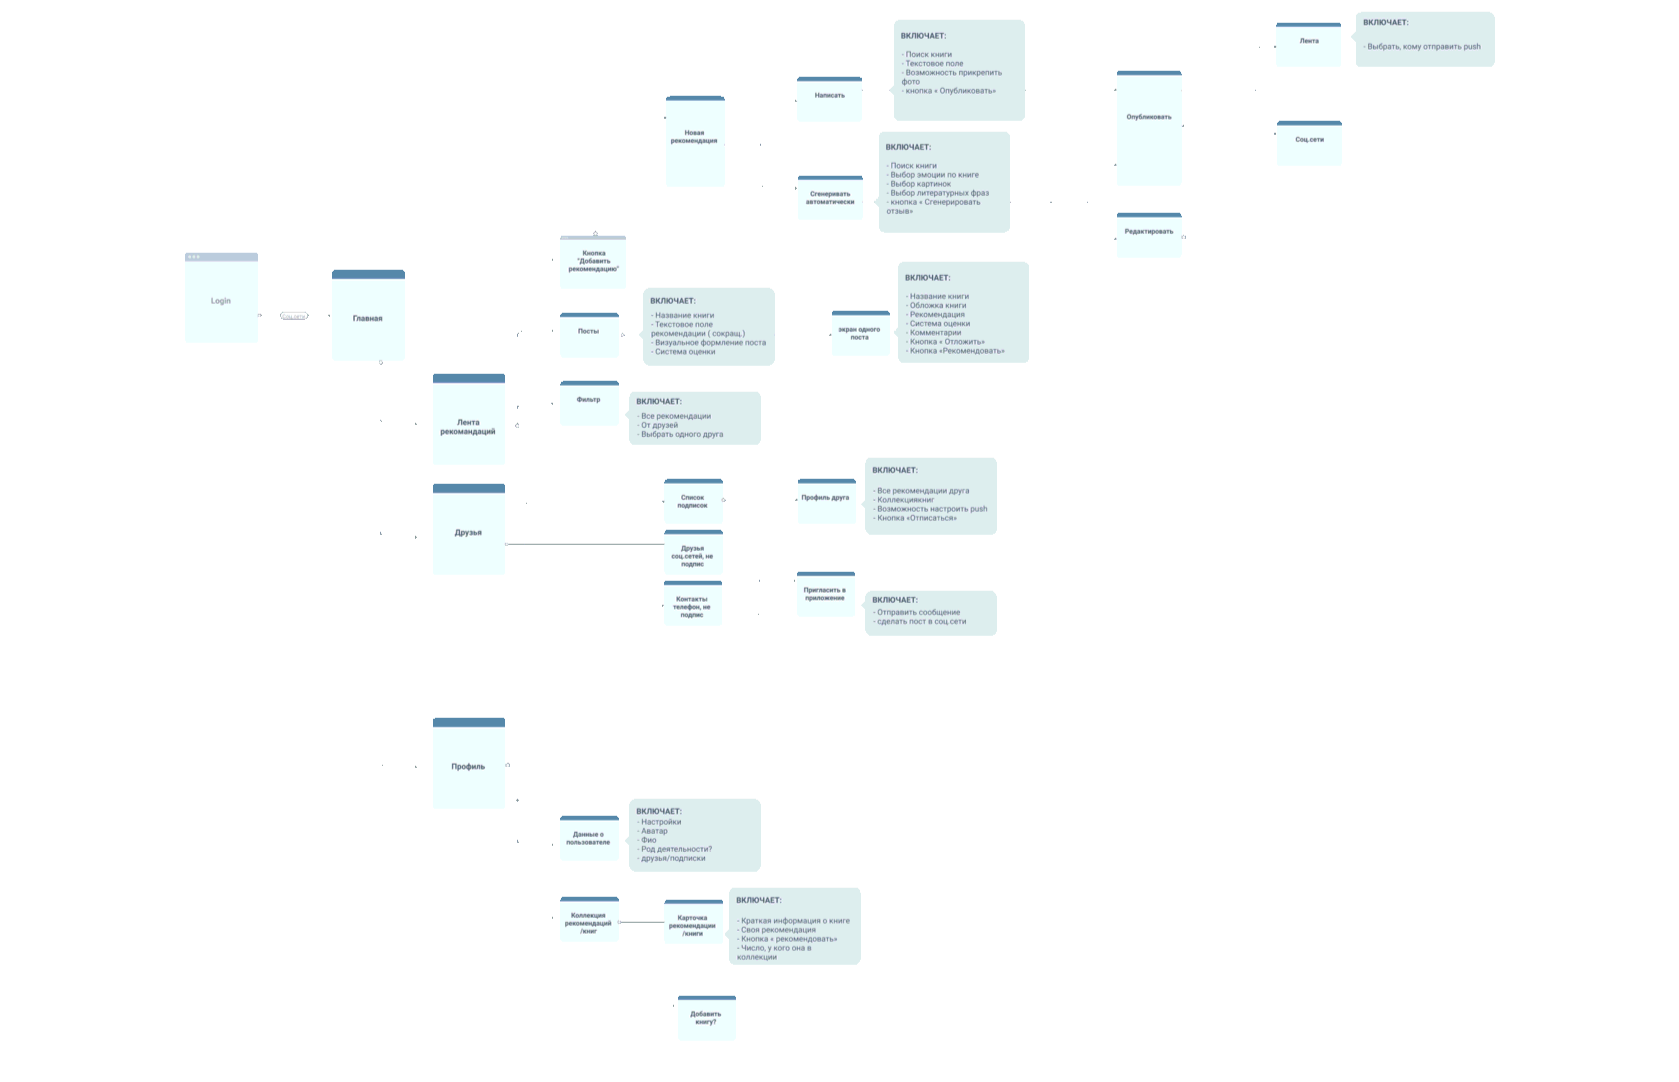 Login
Соц.сети
Главная
Лента
рекомандаций
Друзья
Профиль
Кнопка
"Добавить
рекомендацию"
Посты
ВКЛЮЧАЕТ:
- Название книги
- Текстовое поле
рекомендации ( сокращ.)
- Визуальное формление поста
- Система оценки
Фильтр
ВКЛЮЧАЕТ:
- Все рекомендации
- От друзей
- Выбрать одного друга
Новая
рекомендация
Написать
ВКЛЮЧАЕТ:
- Поиск книги
- Текстовое поле
- Возможность прикрепить
фото
- кнопка « Опубликовать»
Сгенеривать
автоматически
ВКЛЮЧАЕТ:
- Поиск книги
- Выбор эмоции по книге
- Выбор картинок
- Выбор литературных фраз
- кнопка « Сгенерировать
отзыв»
Опубликовать
Редактировать
Лента
ВКЛЮЧАЕТ:
- Выбрать, кому отправить push
Соц.сети
экран одного
поста
ВКЛЮЧАЕТ:
- Название книги
- Обложка книги
- Рекомендация
- Система оценки
- Комментарии
- Кнопка « Отложить»
- Кнопка «Рекомендовать»
Список
подписок
Друзья
соц.сетей, не
подпис
Контакты
телефон, не
подпис
Профиль друга
ВКЛЮЧАЕТ:
- Все рекомендации друга
- Коллекциякниг
- Возможность настроить push
- Кнопка «Отписаться»
Пригласить в
приложение
ВКЛЮЧАЕТ:
- Отправить сообщение
- сделать пост в соц.сети
Данные о
пользователе
ВКЛЮЧАЕТ:
- Настройки
- Аватар
- Фио
- Род деятельности?
- друзья/подписки
Коллекция
рекомендаций
/книг
Карточка
рекомендации
/книги
ВКЛЮЧАЕТ:
- Краткая информация о книге
- Своя рекомендация
- Кнопка « рекомендовать»
- Число, у кого она в
коллекции
Добавить
книгу?